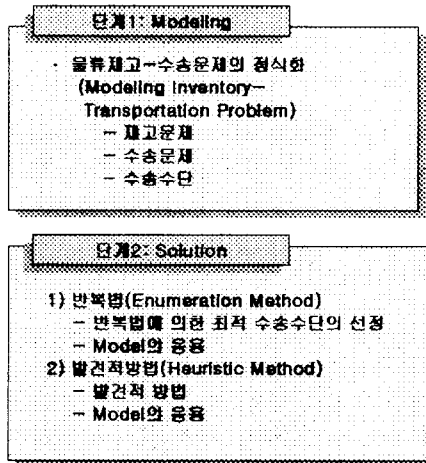 단계1: Modeling
· 물류재고-수송문제의 정식화
(Modeling Inventory-
Transportation Problem)
- 재고문제
- 수송문제
- 수송수단
단계2: Solution
1) 반복법(Enumeration Method)
- 반복법에 의한 최적 수송수단의 선정
- Model의 응용
2) 발견적방법(Heuristic Method)
- 발견적 방법
- Model의 응용